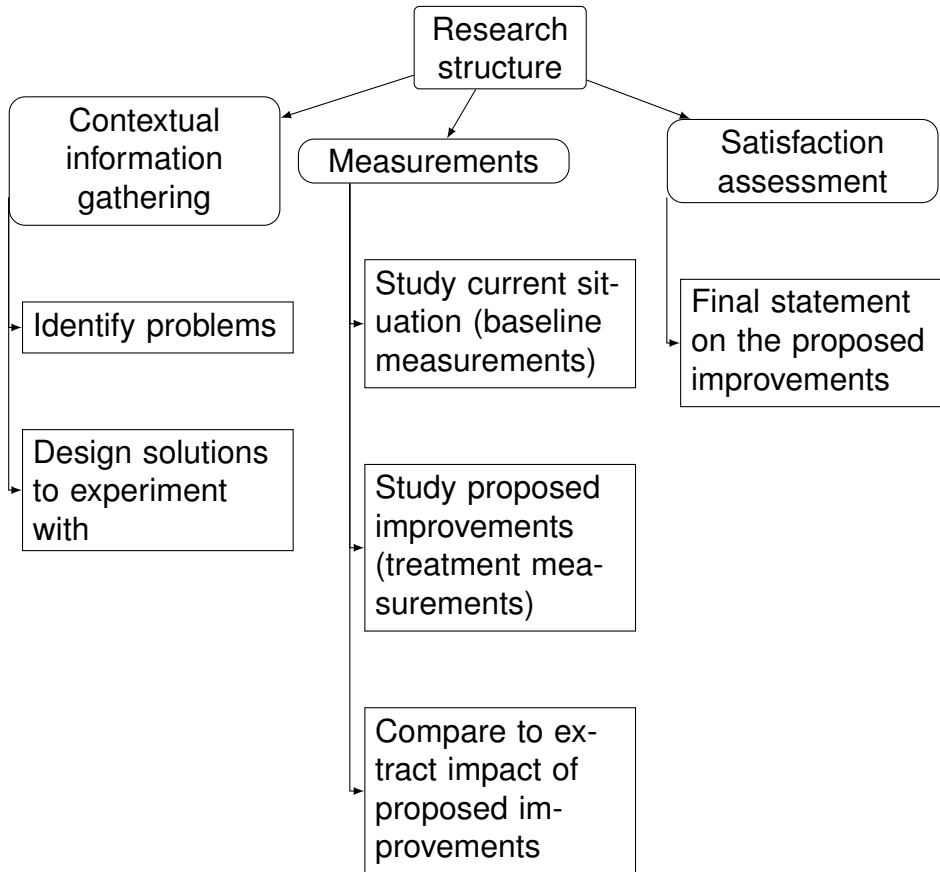 Research
structure
Contextual
information
gathering
Measurements
Satisfaction
assessment
Identify problems
Design solutions
to experiment
with
Study current sit-
uation (baseline
measurements)
Study proposed
improvements
(treatment mea-
surements)
Compare to ex-
tract impact of
proposed im-
provements
Final statement
on the proposed
improvements